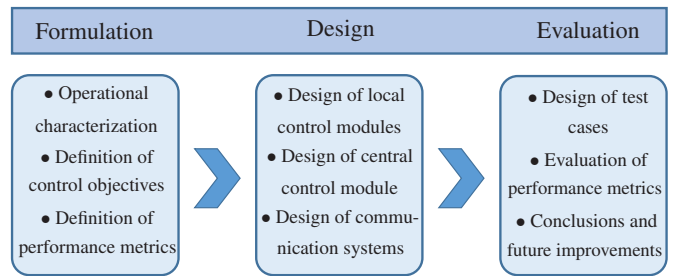 Formulation
Design
Evaluation
● Operational
characterization
● Definition of
control objectives
● Definition of
performance metrics
● Design of local
control modules
● Design of central
control module
● Design of commu-
nication systems
● Design of test
cases
● Evaluation of
performance metrics
● Conclusions and
future improvements